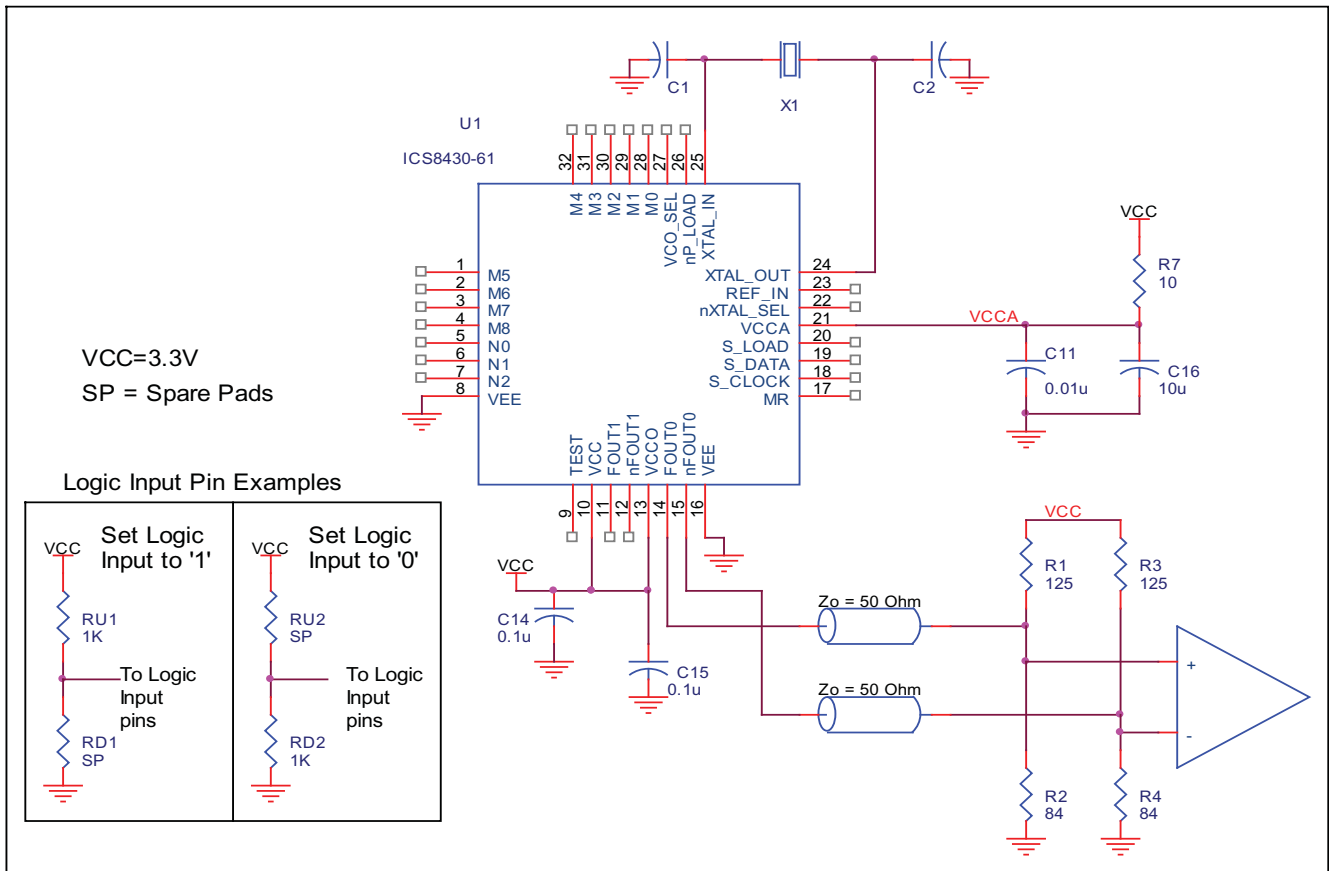 C1
X1
C2
U1
ICS8430-61
32
31
30
29
28
27
26
25
M4
M3
M2
M1
M0
VCO_SEL
nP_LOAD
XTAL_IN
1
2
3
4
5
6
7
8
M5
M6
M7
M8
N0
N1
N2
VEE
XTAL_OUT
REF_IN
nXTAL_SEL
VCCA
S_LOAD
S_DATA
S_CLOCK
MR
24
23
22
21
20
19
18
17
VCC
R7
10
VCCA
C11
0.01u
C16
10u
VCC=3.3V
SP = Spare Pads
TEST
VCC
FOUT1
nFOUT1
VCCO
FOUT0
nFOUT0
VEE
9
10
11
12
13
14
15
16
Logic Input Pin Examples
VCC
Set Logic
Input to '1'
RU1
1K
To Logic
Input
pins
RD1
SP
VCC
Set Logic
Input to '0'
RU2
SP
To Logic
Input
pins
RD2
1K
VCC
C14
0.1u
C15
0.1u
Zo = 50 Ohm
Zo = 50 Ohm
VCC
R1
125
R3
125
+
-
R2
84
R4
84